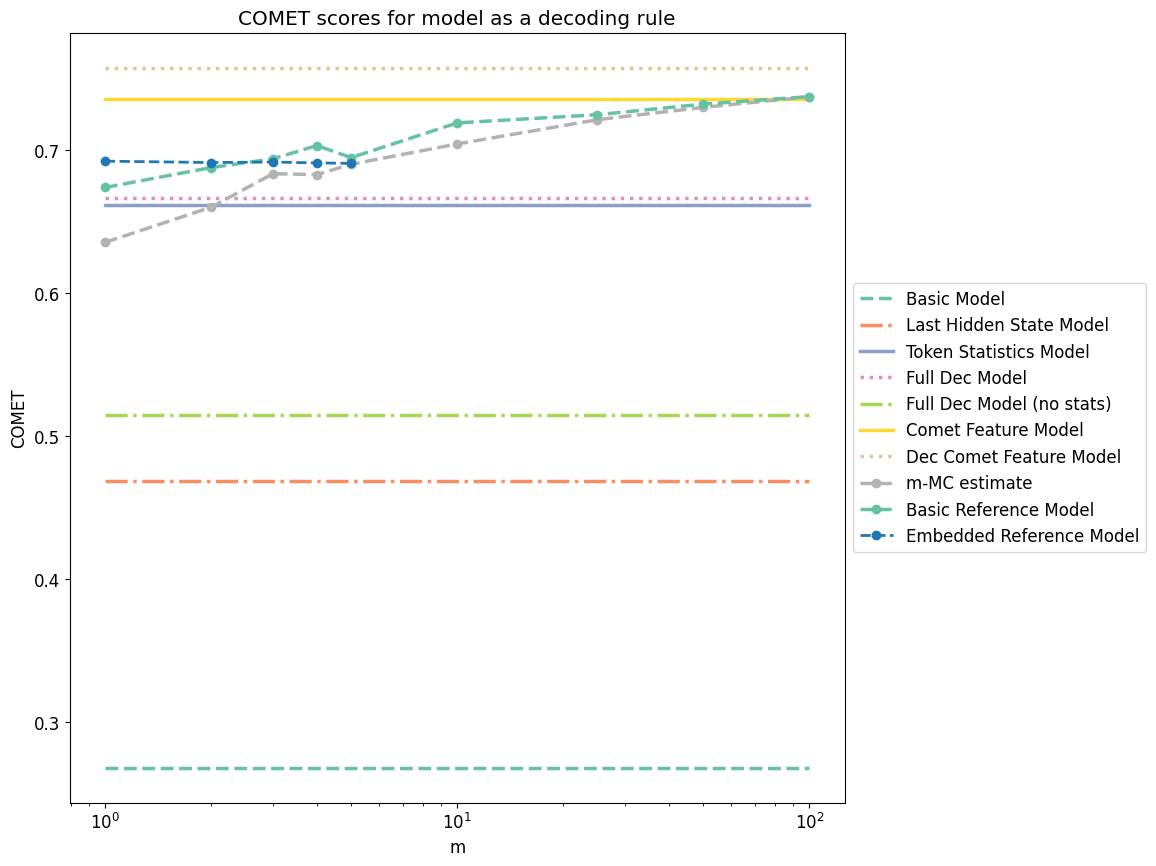 COMET scores for model as a decoding rule
COMET
0.7
0.6
0.5
0.4
0.3
10⁰
10¹
10²
m
Basic Model
Last Hidden State Model
Token Statistics Model
Full Dec Model
Full Dec Model (no stats)
Comet Feature Model
Dec Comet Feature Model
m-MC estimate
Basic Reference Model
Embedded Reference Model